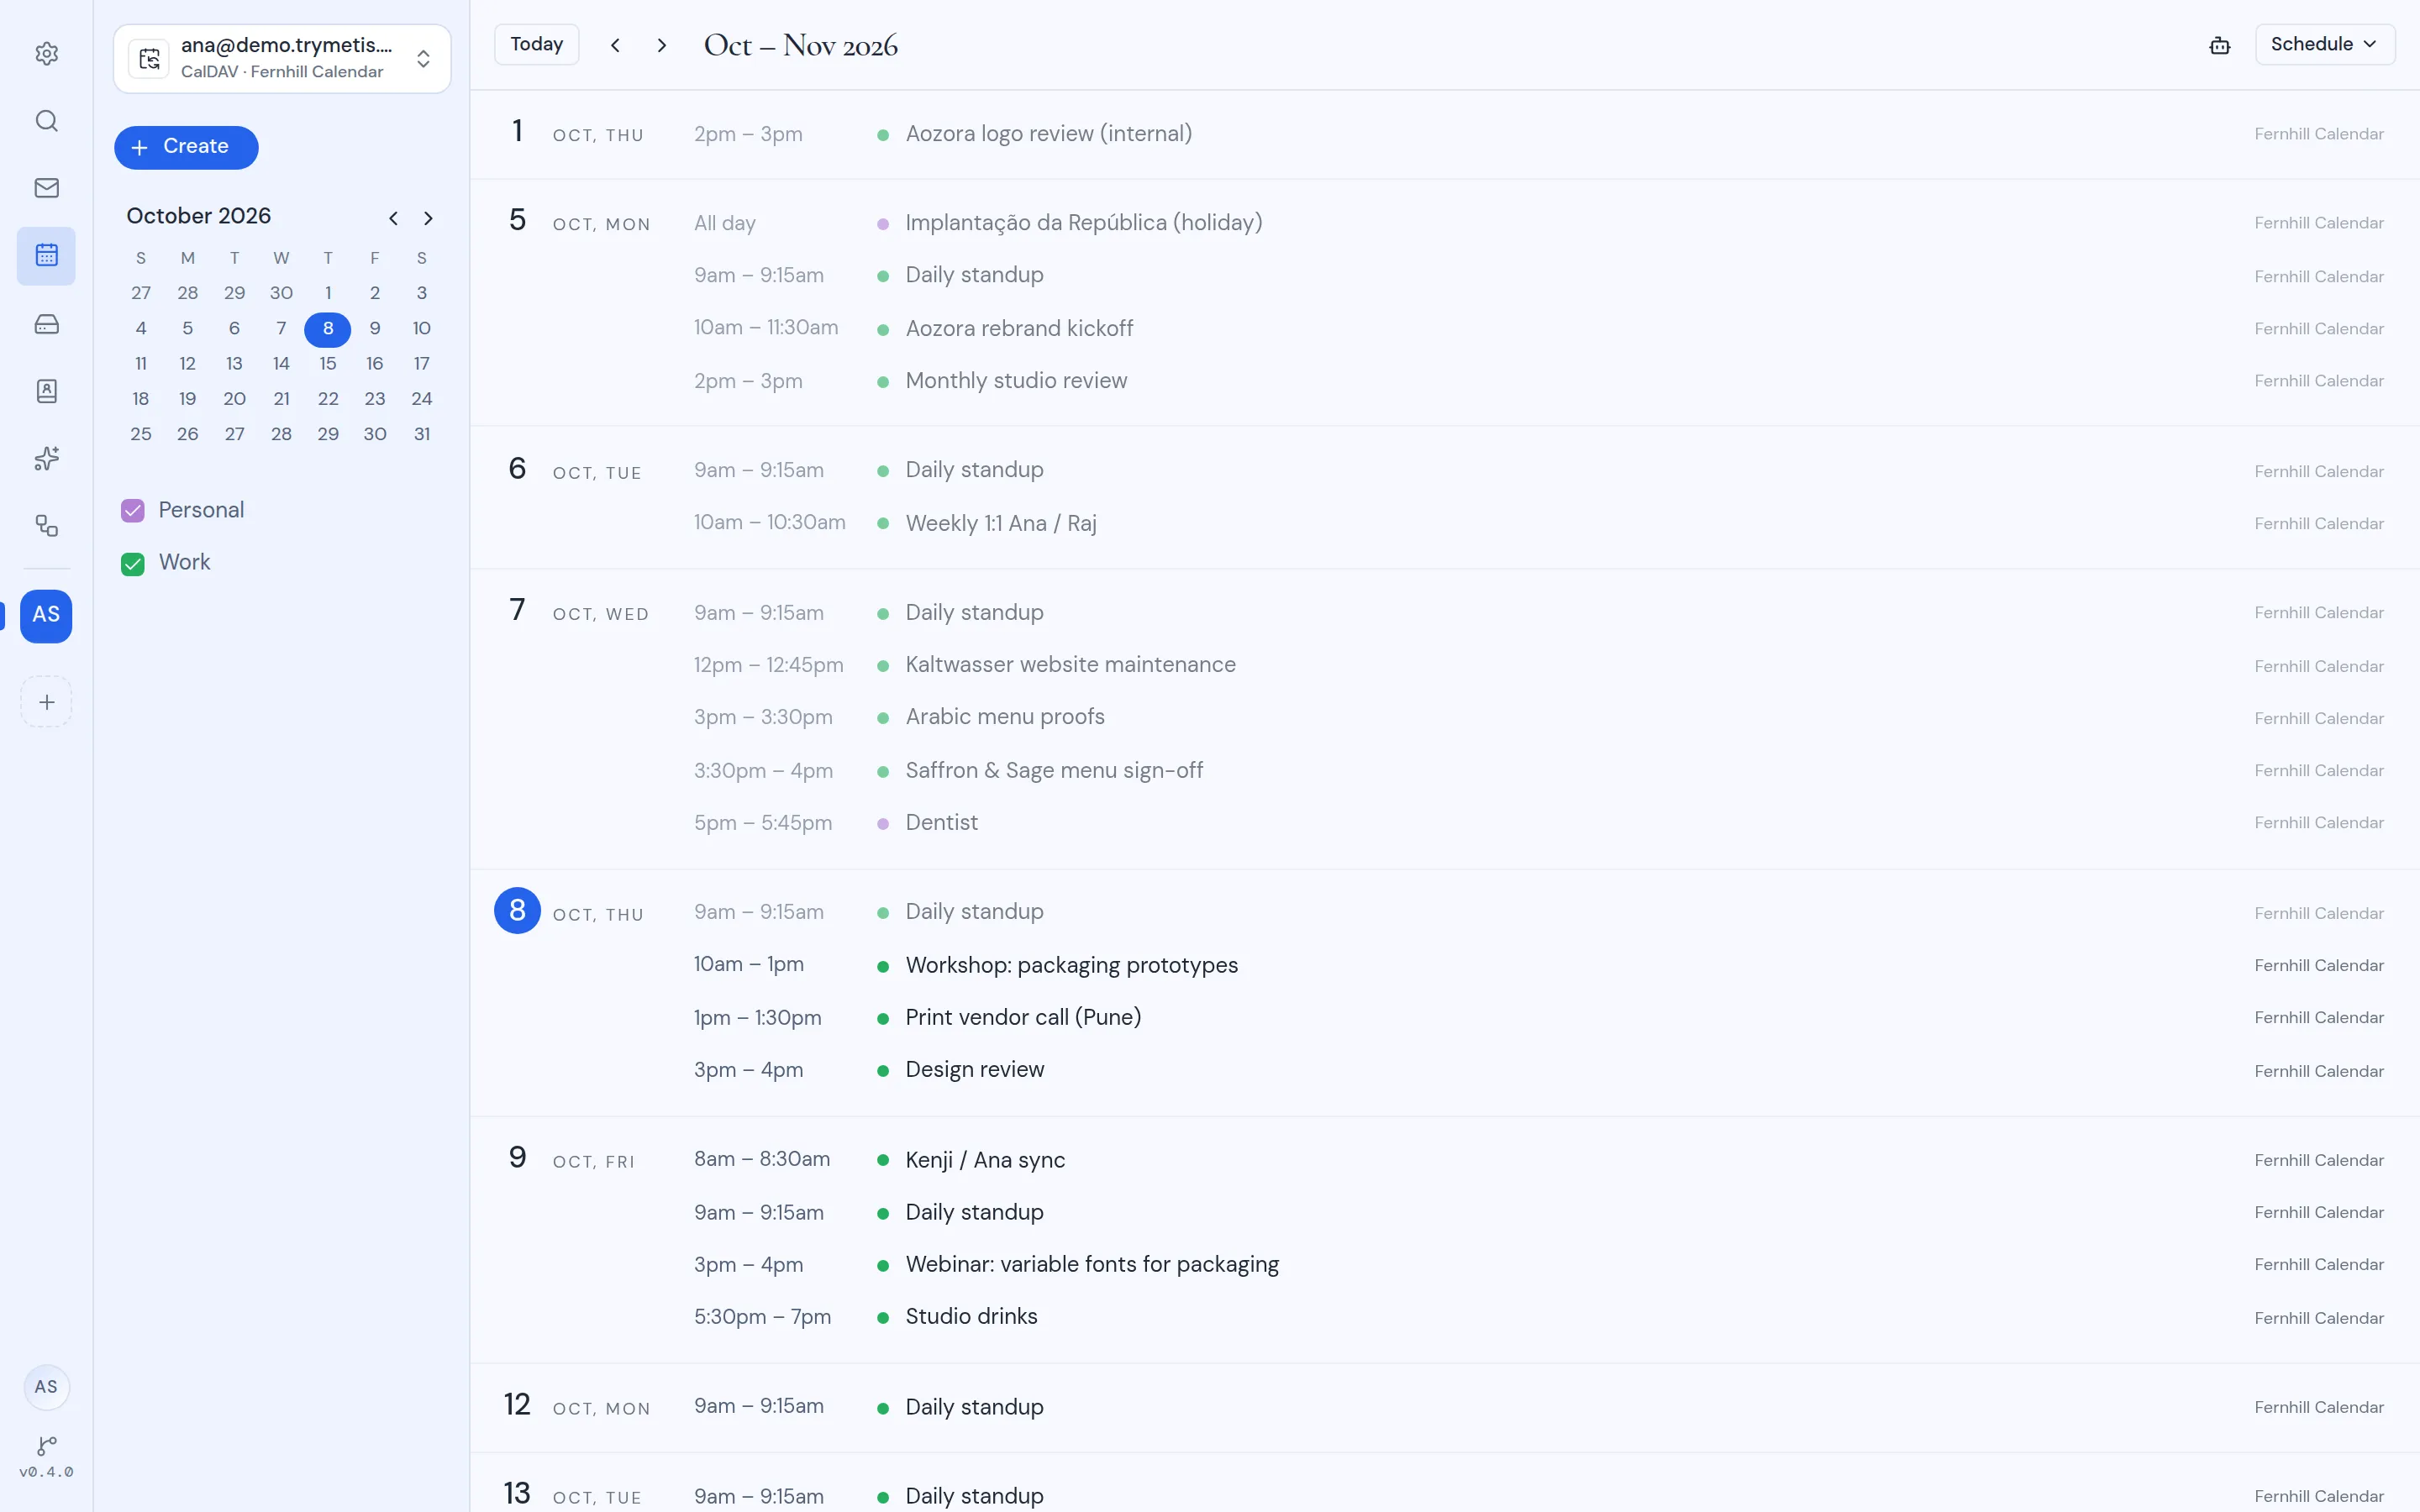 ana@demo.trymetis....
CalDAV · Fernhill Calendar
Create
October 2026
S M T W T F S
27 28 29 30 1 2 3
4 5 6 7 8 9 10
11 12 13 14 15 16 17
18 19 20 21 22 23 24
25 26 27 28 29 30 31
Personal
Work
AS
AS
v0.4.0
Today
Oct – Nov 2026
Schedule
1 OCT, THU 2pm – 3pm Aozora logo review (internal) Fernhill Calendar
5 OCT, MON All day Implantação da República (holiday) Fernhill Calendar
9am – 9:15am Daily standup Fernhill Calendar
10am – 11:30am Aozora rebrand kickoff Fernhill Calendar
2pm – 3pm Monthly studio review Fernhill Calendar
6 OCT, TUE 9am – 9:15am Daily standup Fernhill Calendar
10am – 10:30am Weekly 1:1 Ana / Raj Fernhill Calendar
7 OCT, WED 9am – 9:15am Daily standup Fernhill Calendar
12pm – 12:45pm Kaltwasser website maintenance Fernhill Calendar
3pm – 3:30pm Arabic menu proofs Fernhill Calendar
3:30pm – 4pm Saffron & Sage menu sign-off Fernhill Calendar
5pm – 5:45pm Dentist Fernhill Calendar
8 OCT, THU 9am – 9:15am Daily standup Fernhill Calendar
10am – 1pm Workshop: packaging prototypes Fernhill Calendar
1pm – 1:30pm Print vendor call (Pune) Fernhill Calendar
3pm – 4pm Design review Fernhill Calendar
9 OCT, FRI 8am – 8:30am Kenji / Ana sync Fernhill Calendar
9am – 9:15am Daily standup Fernhill Calendar
3pm – 4pm Webinar: variable fonts for packaging Fernhill Calendar
5:30pm – 7pm Studio drinks Fernhill Calendar
12 OCT, MON 9am – 9:15am Daily standup Fernhill Calendar
13 OCT, TUE 9am – 9:15am Daily standup Fernhill Calendar